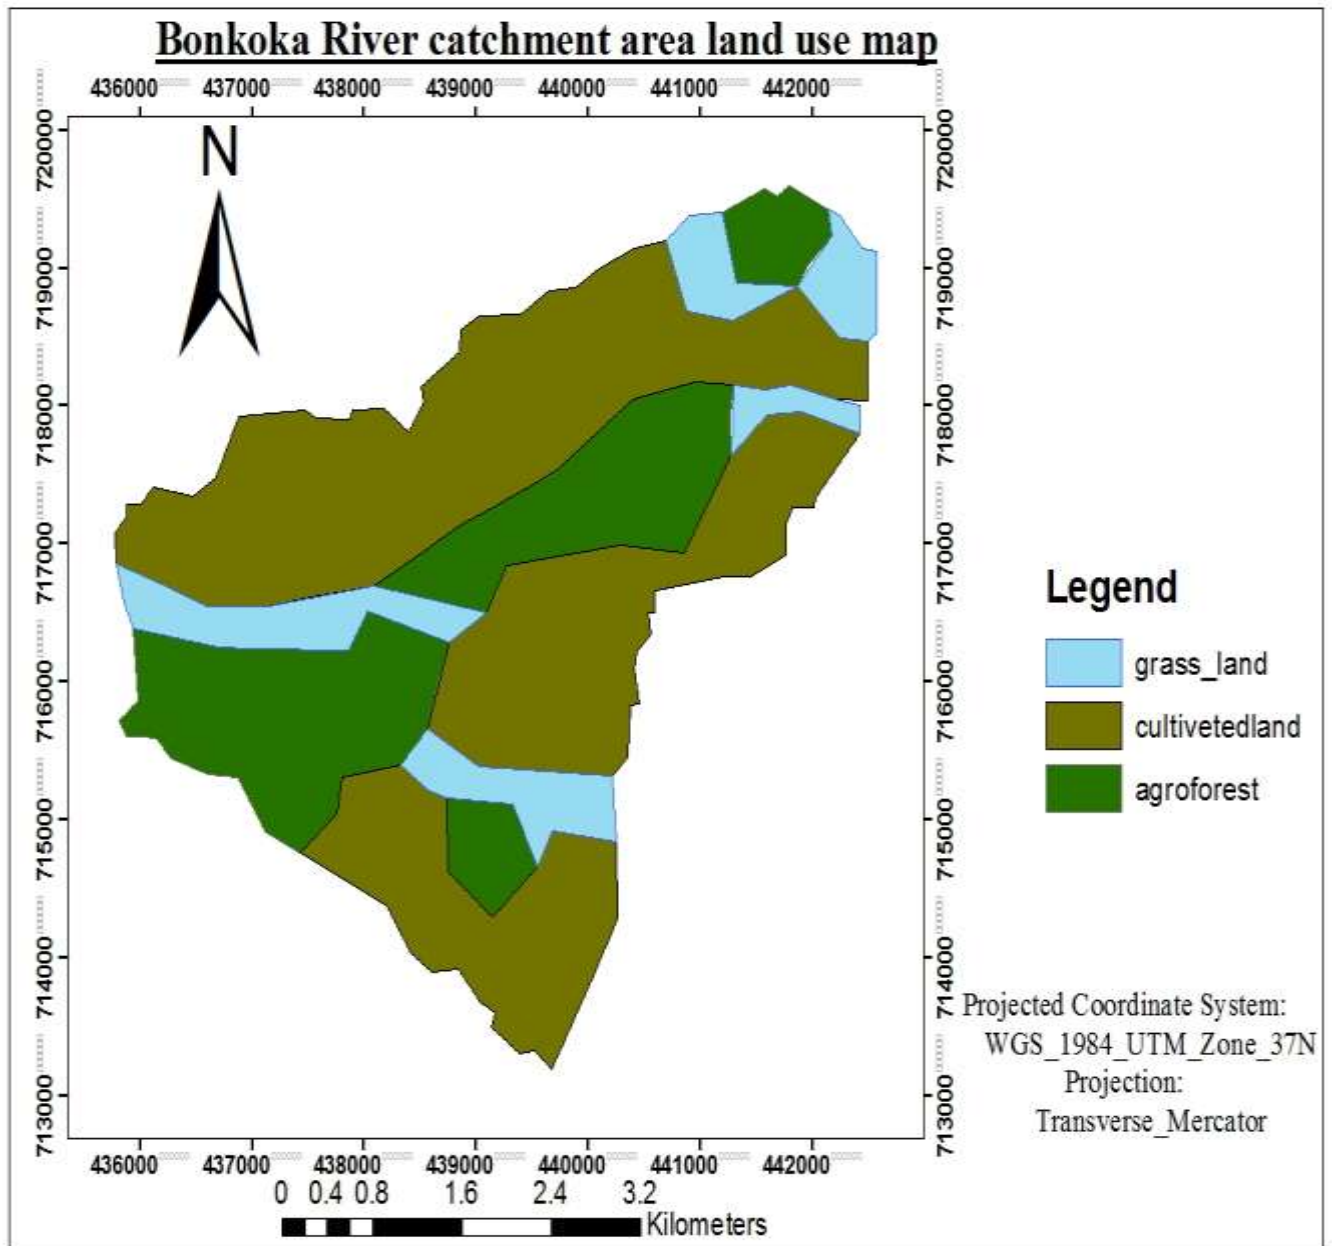 Bonkoka River catchment area land use map
436000 437000 438000 439000 440000 441000 442000
N
720000 720000
719000 719000
718000 718000
717000 717000
716000 716000
715000 715000
714000 714000
713000 713000
Legend
grass_land
cultivetedland
agroforest
Projected Coordinate System:
WGS_1984_UTM_Zone_37N
Projection:
Transverse_Mercator
436000 437000 438000 439000 440000 441000 442000
0 0.4 0.8 1.6 2.4 3.2
Kilometers